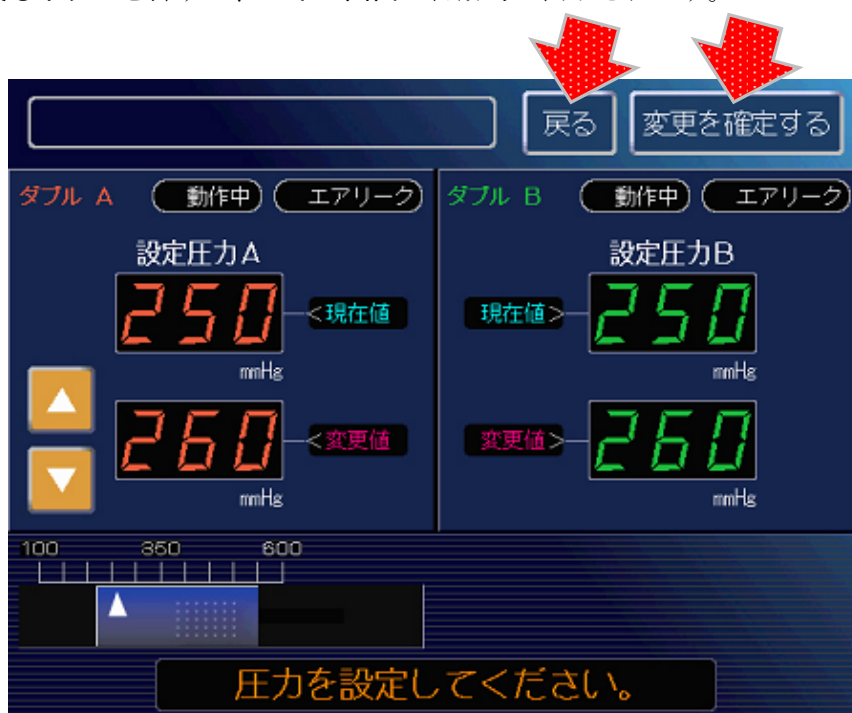 戻る 変更を確定する
ダブル A 動作中 エアリーク ダブル B 動作中 エアリーク
設定圧力A 設定圧力B
250 <現在値 現在値> 250
mmHg mmHg
▲
260 <変更値 変更値> 260
▼
mmHg mmHg
100 350 600
圧力を設定してください。